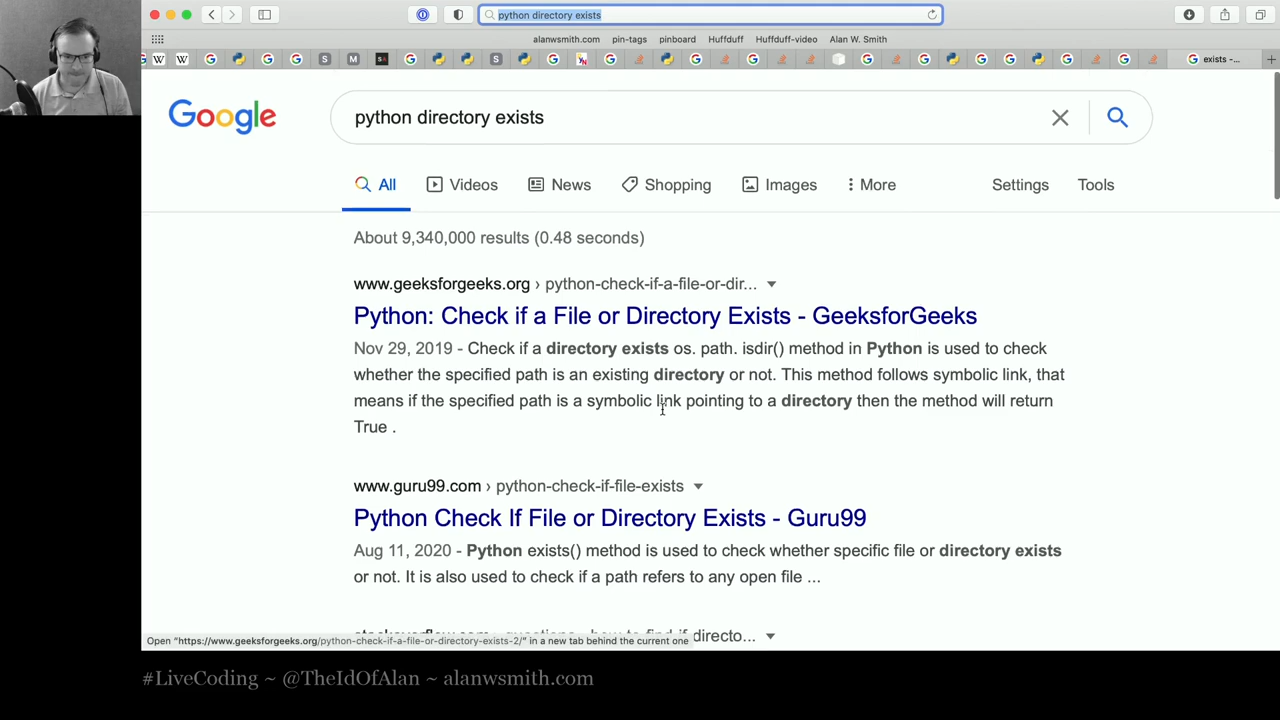 python directory exists
alanwsmith.com pin-tags pinboard Huffduff Huffduff-video Alan W. Smith
exists -...
Google
python directory exists
All Videos News Shopping Images More Settings Tools
About 9,340,000 results (0.48 seconds)
www.geeksforgeeks.org › python-check-if-a-file-or-dir...
Python: Check if a File or Directory Exists - GeeksforGeeks
Nov 29, 2019 - Check if a directory exists os. path. isdir() method in Python is used to check
whether the specified path is an existing directory or not. This method follows symbolic link, that
means if the specified path is a symbolic link pointing to a directory then the method will return
True .
www.guru99.com › python-check-if-file-exists
Python Check If File or Directory Exists - Guru99
Aug 11, 2020 - Python exists() method is used to check whether specific file or directory exists
or not. It is also used to check if a path refers to any open file ...
directo...
Open "https://www.geeksforgeeks.org/python-check-if-a-file-or-directory-exists-2/" in a new tab behind the current one
#LiveCoding ~ @TheIdOfAlan ~ alanwsmith.com